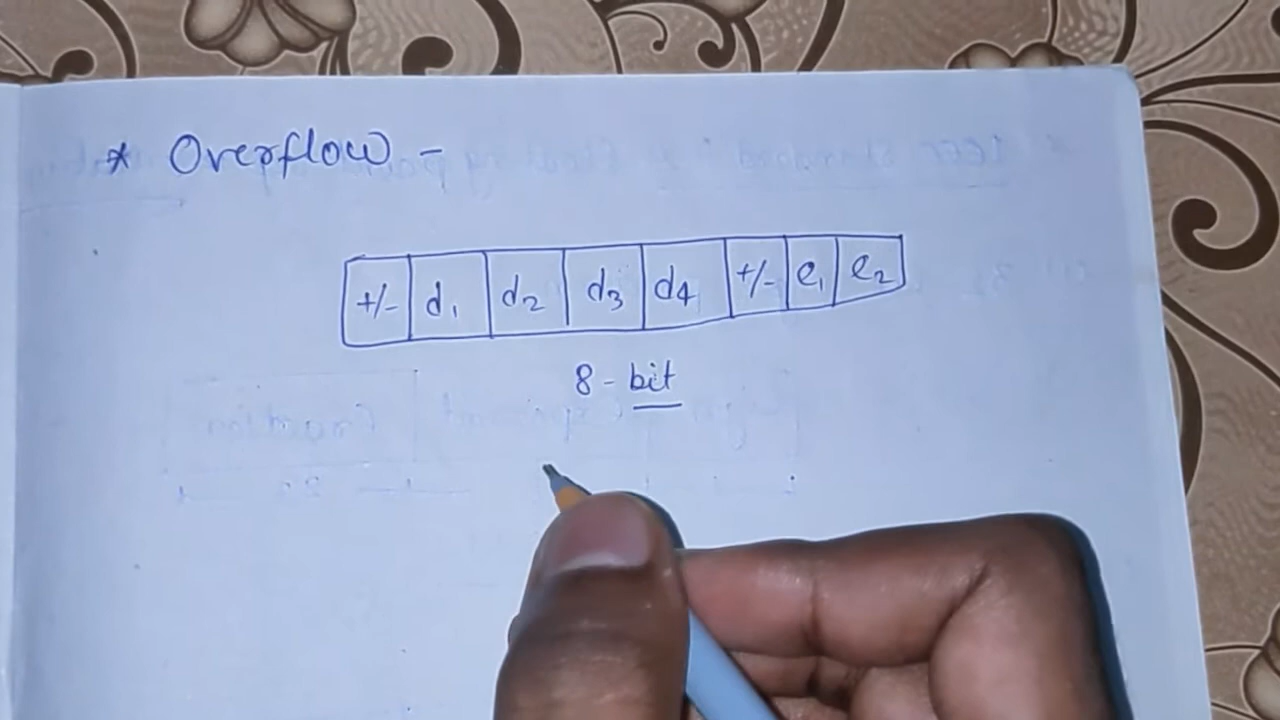 * Overflow -
+/- d1 d2 d3 d4 +/- e1 e2
8 - bit